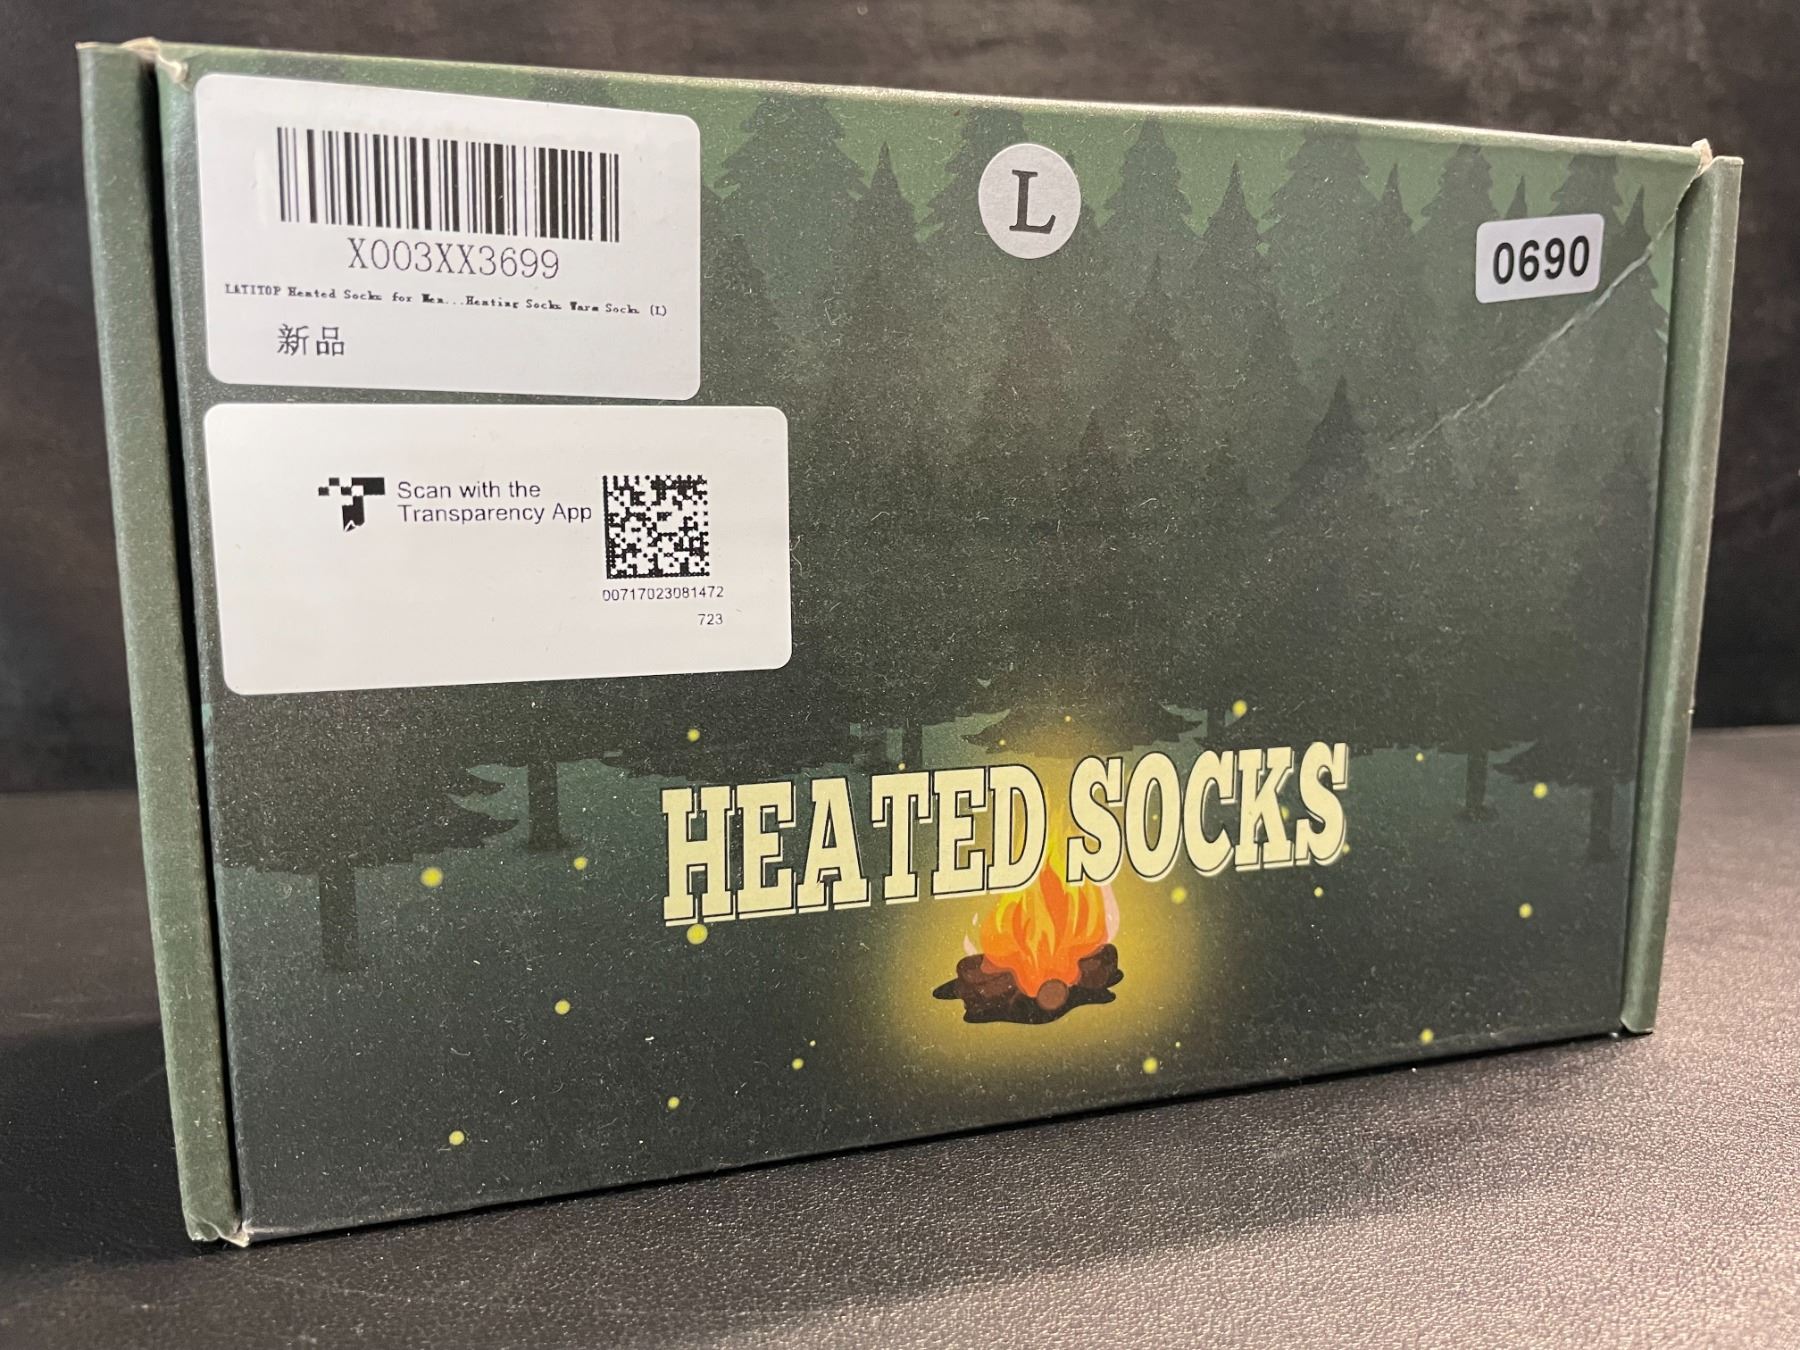 X003XX3699
LATITOP Heated Socks for Men...Heating Socks Warm Socks (L)
新品
L
0690
Scan with the
Transparency App
00717023081472
723
HEATED SOCKS